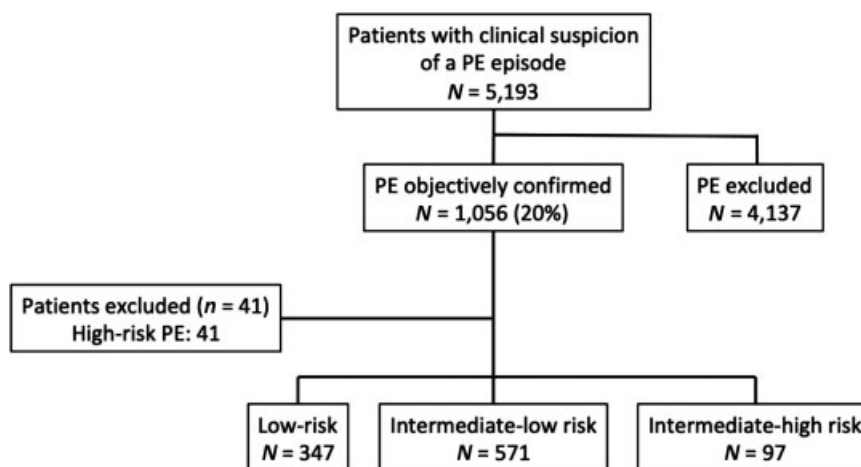 Patients with clinical suspicion
of a PE episode
N = 5,193
PE objectively confirmed
N = 1,056 (20%)
PE excluded
N = 4,137
Patients excluded (n = 41)
High-risk PE: 41
Low-risk
N = 347
Intermediate-low risk
N = 571
Intermediate-high risk
N = 97